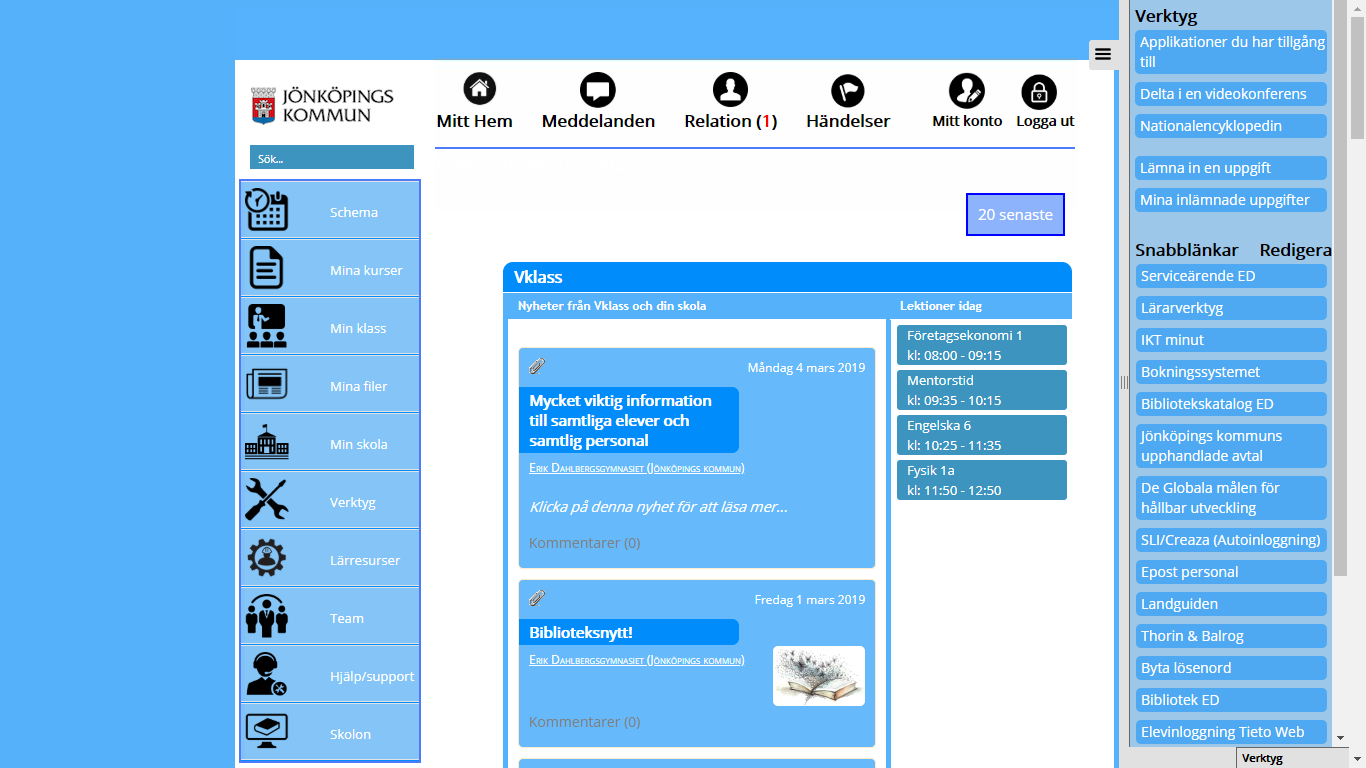 JÖNKÖPINGS
KOMMUN
Mitt Hem
Meddelanden
Relation (1)
Händelser
Mitt konto
Logga ut
Sök...
Schema
Mina kurser
Min klass
Mina filer
Min skola
Verktyg
Lärresurser
Team
Hjälp/support
Skolon
20 senaste
Vklass
Nyheter från Vklass och din skola
Måndag 4 mars 2019
Mycket viktig information
till samtliga elever och
samtlig personal
Erik Dahlbergsgymnasiet (Jönköpings kommun)
Klicka på denna nyhet för att läsa mer...
Kommentarer (0)
Fredag 1 mars 2019
Biblioteksnytt!
Erik Dahlbergsgymnasiet (Jönköpings kommun)
Kommentarer (0)
Lektioner idag
Företagsekonomi 1
kl: 08:00 - 09:15
Mentorstid
kl: 09:35 - 10:15
Engelska 6
kl: 10:25 - 11:35
Fysik 1a
kl: 11:50 - 12:50
Verktyg
Applikationer du har tillgång
till
Delta i en videokonferens
Nationalencyklopedin
Lämna in en uppgift
Mina inlämnade uppgifter
Snabblänkar Redigera
Serviceärende ED
Lärarverktyg
IKT minut
Bokningssystemet
Bibliotekskatalog ED
Jönköpings kommuns
upphandlade avtal
De Globala målen för
hållbar utveckling
SLI/Creaza (Autoinloggning)
Epost personal
Landguiden
Thorin & Balrog
Byta lösenord
Bibliotek ED
Elevinloggning Tieto Web
Verktyg